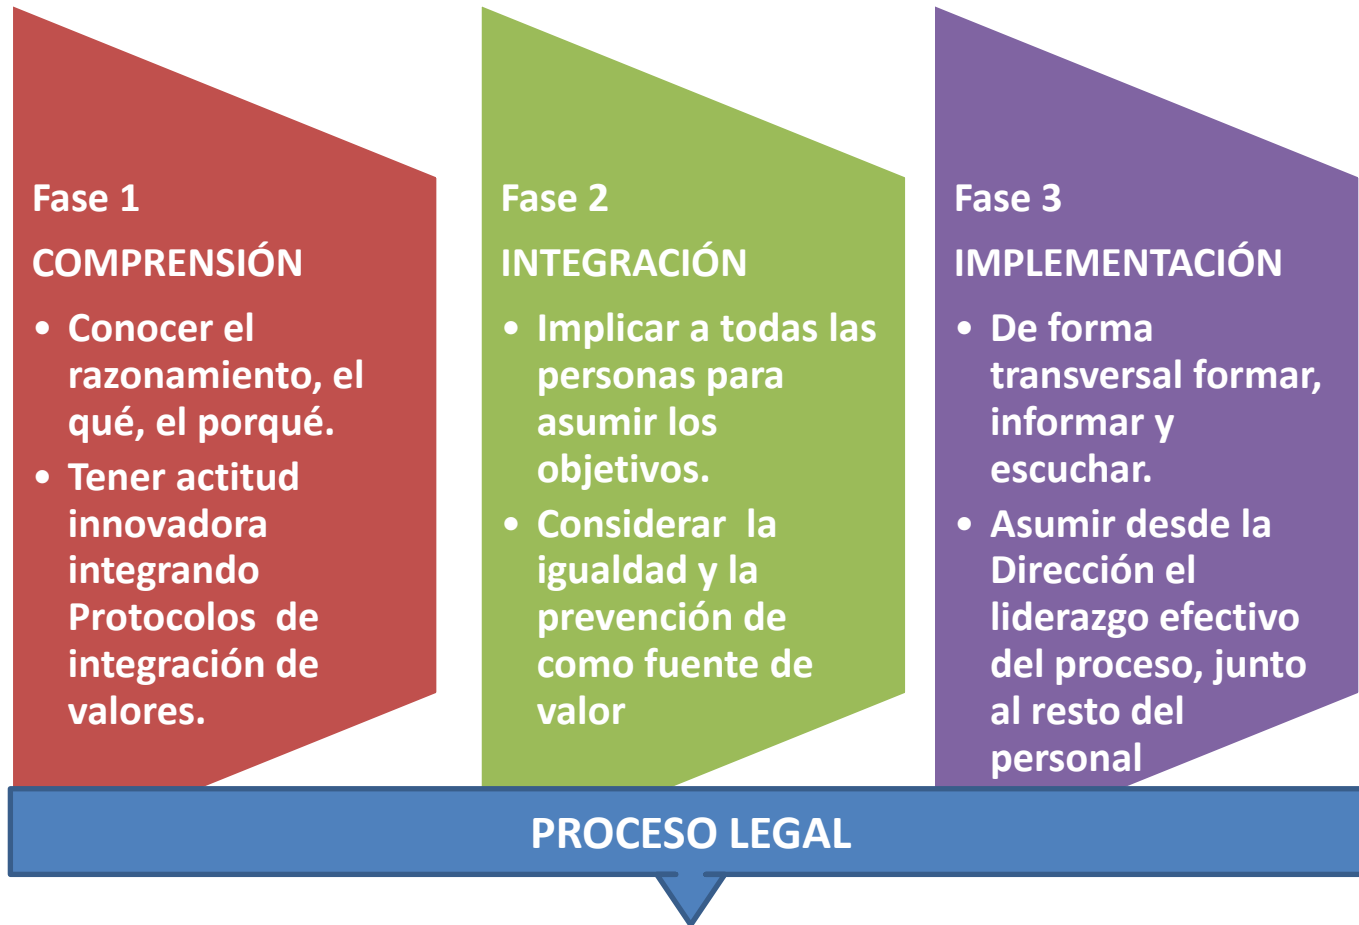 Fase 1
COMPRENSIÓN
• Conocer el
razonamiento, el
qué, el porqué.
• Tener actitud
innovadora
integrando
Protocolos  de
integración de
valores.
Fase 2
INTEGRACIÓN
• Implicar a todas las
personas para
asumir los
objetivos.
• Considerar  la
igualdad y la
prevención de
como fuente de
valor
Fase 3
IMPLEMENTACIÓN
• De forma
transversal formar,
informar y
escuchar.
• Asumir desde la
Dirección el
liderazgo efectivo
del proceso, junto
al resto del
personal
PROCESO LEGAL